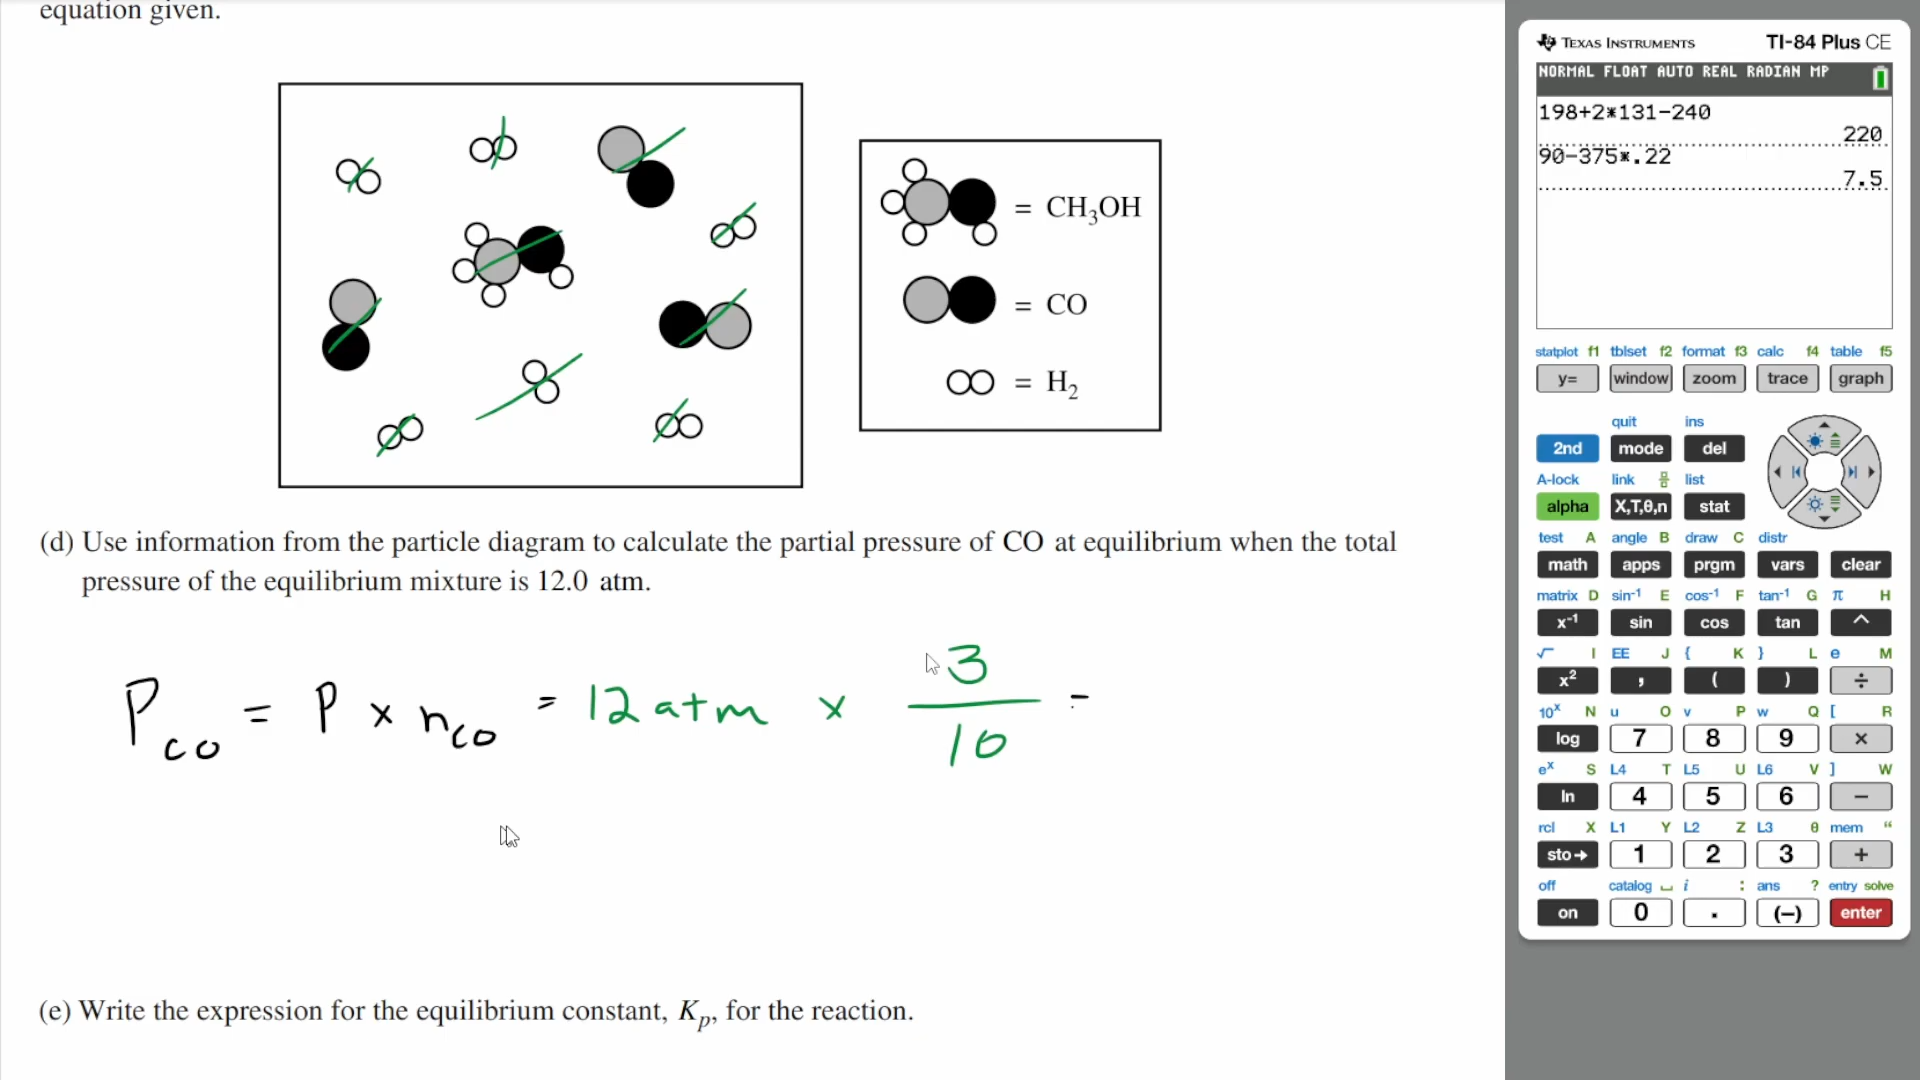 equation given.
= CH₃OH
= CO
= H₂
(d) Use information from the particle diagram to calculate the partial pressure of CO at equilibrium when the total
pressure of the equilibrium mixture is 12.0 atm.
P_CO = P × n_CO = 12 atm × 3/10 =
(e) Write the expression for the equilibrium constant, Kₚ, for the reaction.
TEXAS INSTRUMENTS TI-84 Plus CE
NORMAL FLOAT AUTO REAL RADIAN MP
198+2*131-240
220
90-375*.22
7.5
statplot f1 tblset f2 format f3 calc f4 table f5
y= window zoom trace graph
quit ins
2nd mode del
A-lock link list
alpha X,T,θ,n stat
test A angle B draw C distr
math apps prgm vars clear
matrix D sin⁻¹ E cos⁻¹ F tan⁻¹ G π H
x⁻¹ sin cos tan ^
√ I EE J { K } L e M
x² , ( ) ÷
10ˣ N u O v P w Q [ R
log 7 8 9 ×
eˣ S L4 T L5 U L6 V ] W
ln 4 5 6 −
rcl X L1 Y L2 Z L3 θ mem “
sto→ 1 2 3 +
off catalog ⎵ i : ans ? entry solve
on 0 . (−) enter